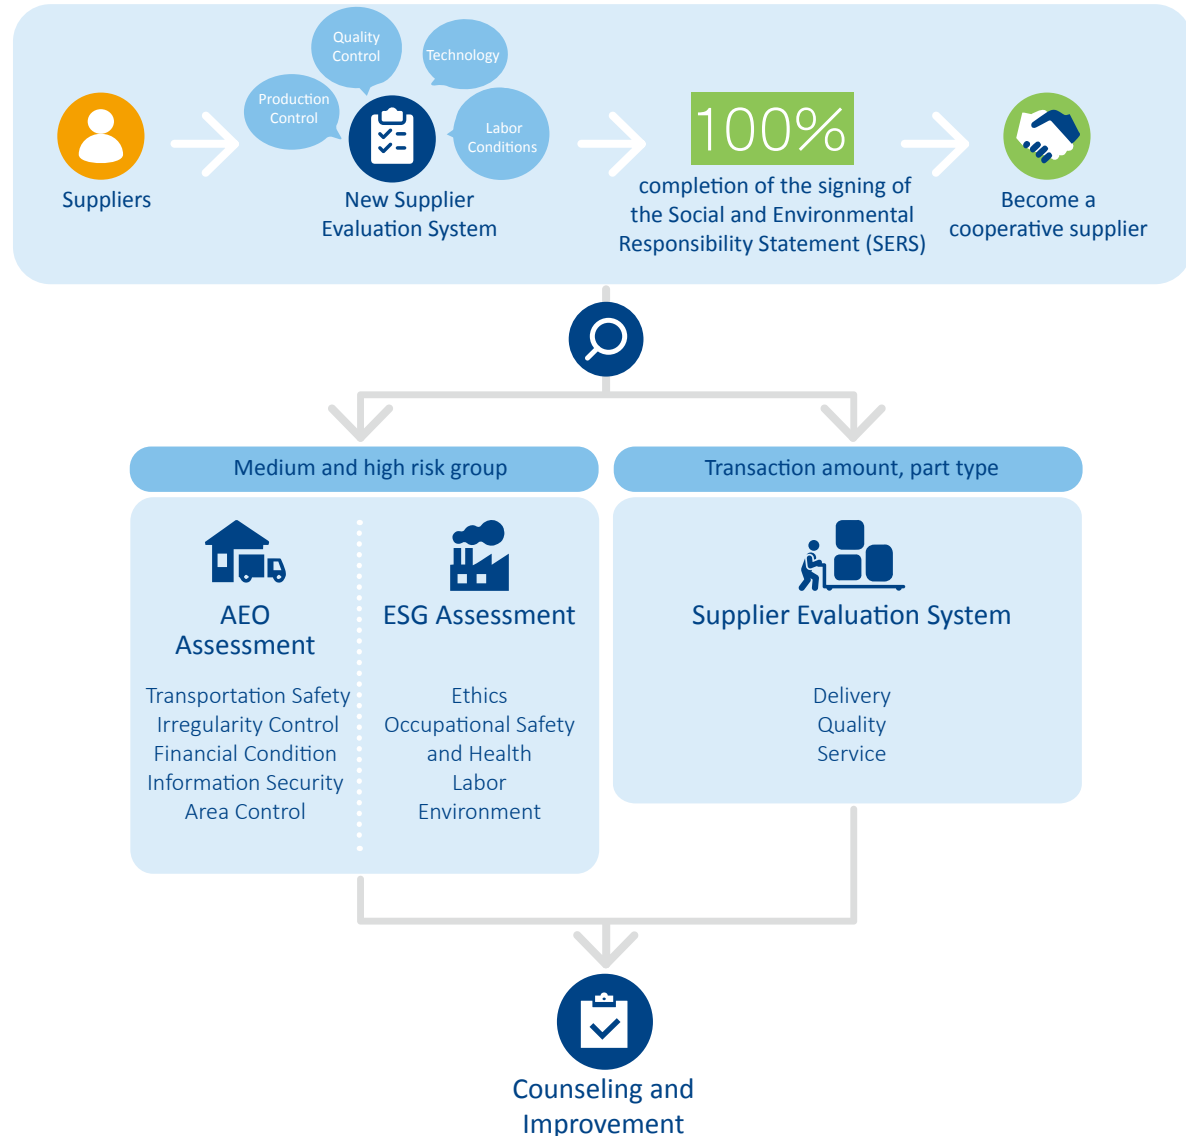 Quality
Control
Technology
Production
Control
Labor
Conditions
Suppliers
New Supplier
Evaluation System
100%
completion of the signing of
the Social and Environmental
Responsibility Statement (SERS)
Become a
cooperative supplier
Medium and high risk group
Transaction amount, part type
AEO
Assessment
Transportation Safety
Irregularity Control
Financial Condition
Information Security
Area Control
ESG Assessment
Ethics
Occupational Safety
and Health
Labor
Environment
Supplier Evaluation System
Delivery
Quality
Service
Counseling and
Improvement